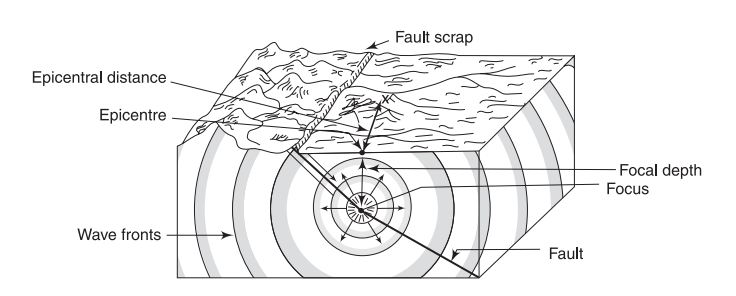 Fault scrap
Epicentral distance
x
Epicentre
Focal depth
Focus
Wave fronts
Fault